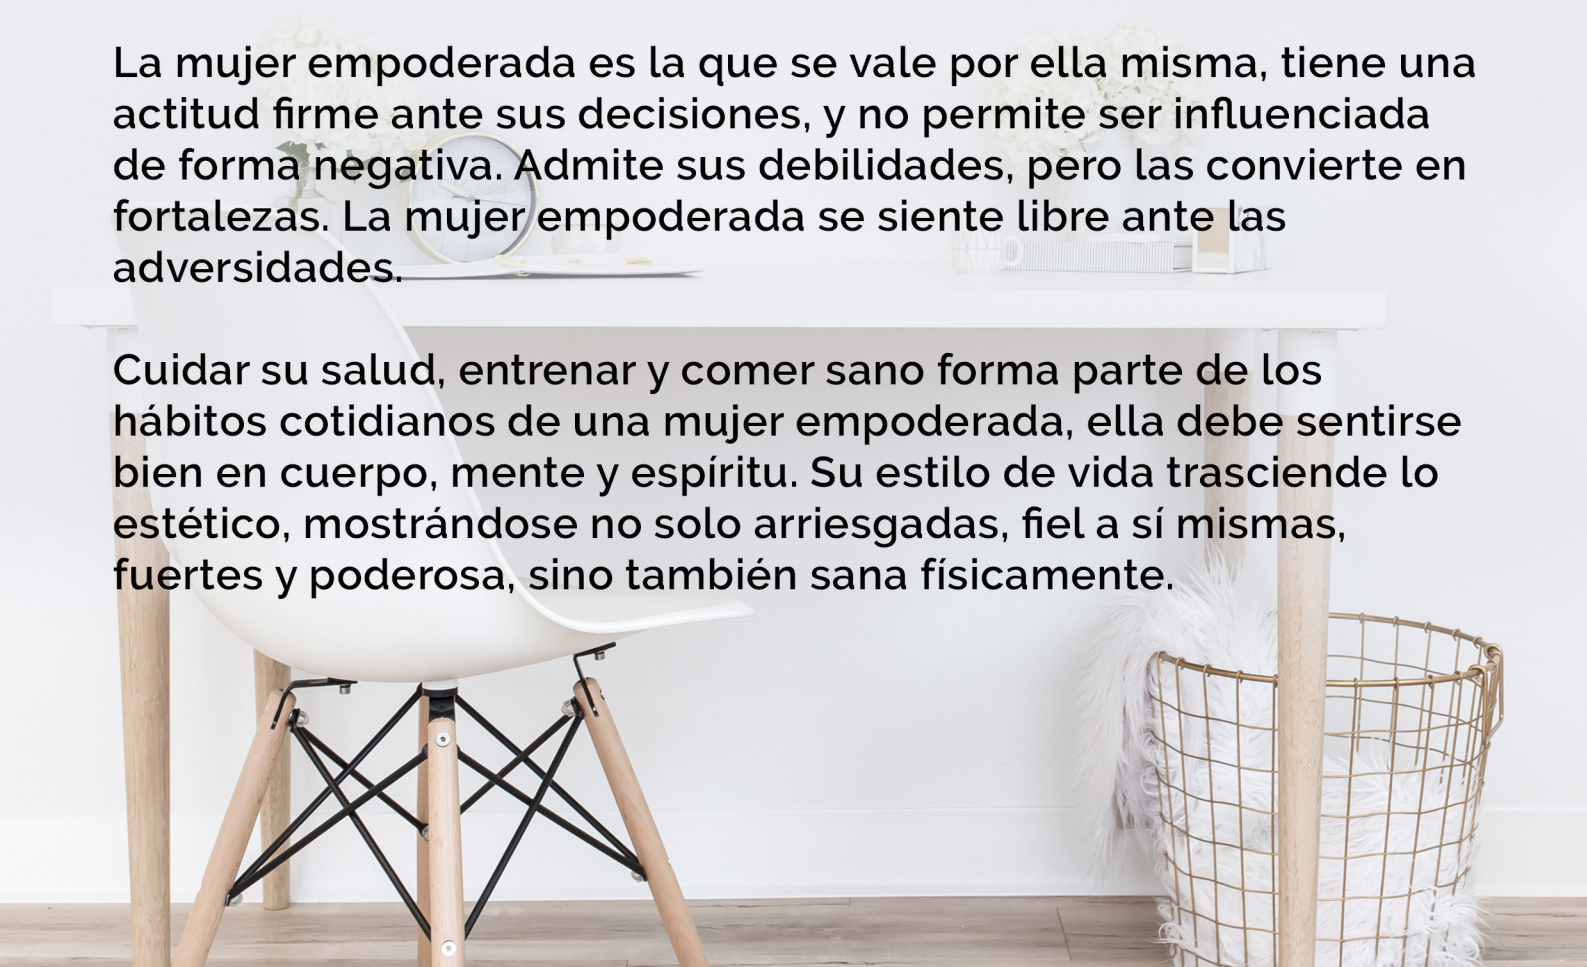 La mujer empoderada es la que se vale por ella misma, tiene una
actitud firme ante sus decisiones, y no permite ser influenciada
de forma negativa. Admite sus debilidades, pero las convierte en
fortalezas. La mujer empoderada se siente libre ante las
adversidades.
Cuidar su salud, entrenar y comer sano forma parte de los
hábitos cotidianos de una mujer empoderada, ella debe sentirse
bien en cuerpo, mente y espíritu. Su estilo de vida trasciende lo
estético, mostrándose no solo arriesgadas, fiel a sí mismas,
fuertes y poderosa, sino también sana físicamente.